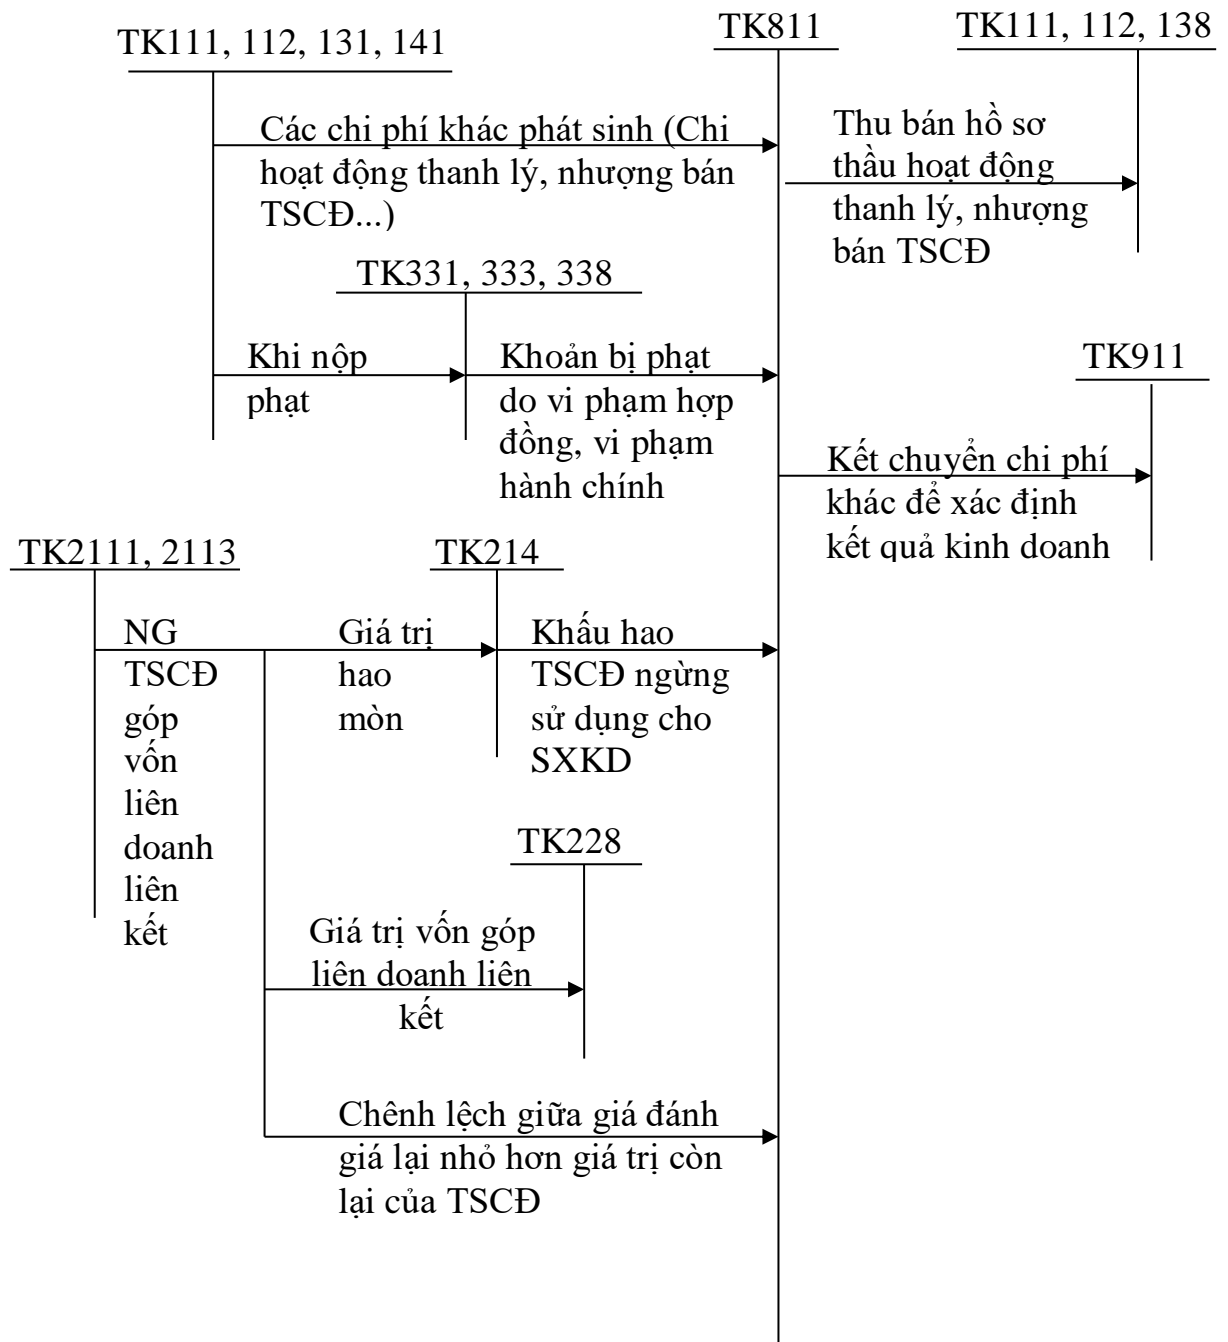 TK111, 112, 131, 141
TK811
TK111, 112, 138
Các chi phí khác phát sinh (Chi
hoạt động thanh lý, nhượng bán
TSCĐ...)
Thu bán hồ sơ
thầu hoạt động
thanh lý, nhượng
bán TSCĐ
TK331, 333, 338
Khi nộp
phạt
Khoản bị phạt
do vi phạm hợp
đồng, vi phạm
hành chính
TK911
Kết chuyển chi phí
khác để xác định
kết quả kinh doanh
TK2111, 2113
TK214
NG
TSCĐ
góp
vốn
liên
doanh
liên
kết
Giá trị
hao
mòn
Khấu hao
TSCĐ ngừng
sử dụng cho
SXKD
TK228
Giá trị vốn góp
liên doanh liên
kết
Chênh lệch giữa giá đánh
giá lại nhỏ hơn giá trị còn
lại của TSCĐ